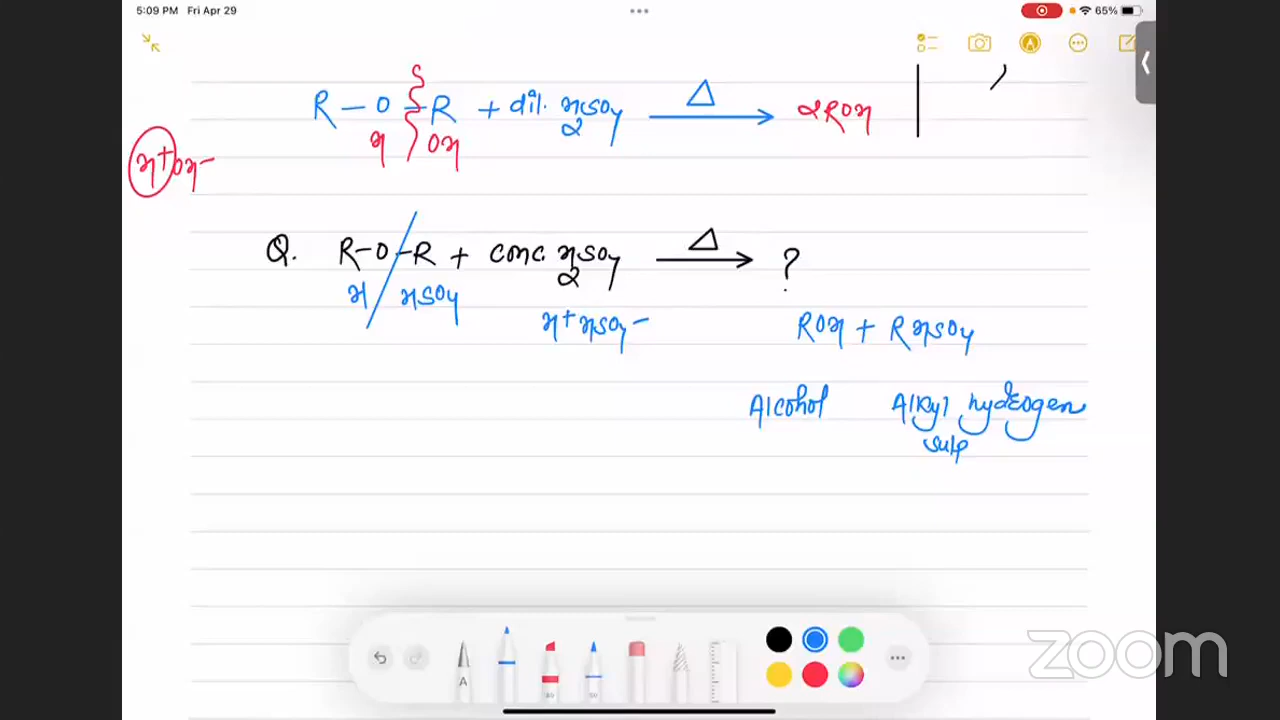 5:09 PM Fri Apr 29
65%
R-O-R + dil. H2SO4 Δ → 2ROH
H OH
H+OH-
Q. R-O-R + conc. H2SO4 Δ → ?
H HSO4
H+HSO4-
ROH + RHSO4
Alcohol Alkyl hydrogen
sulp
A
zoom